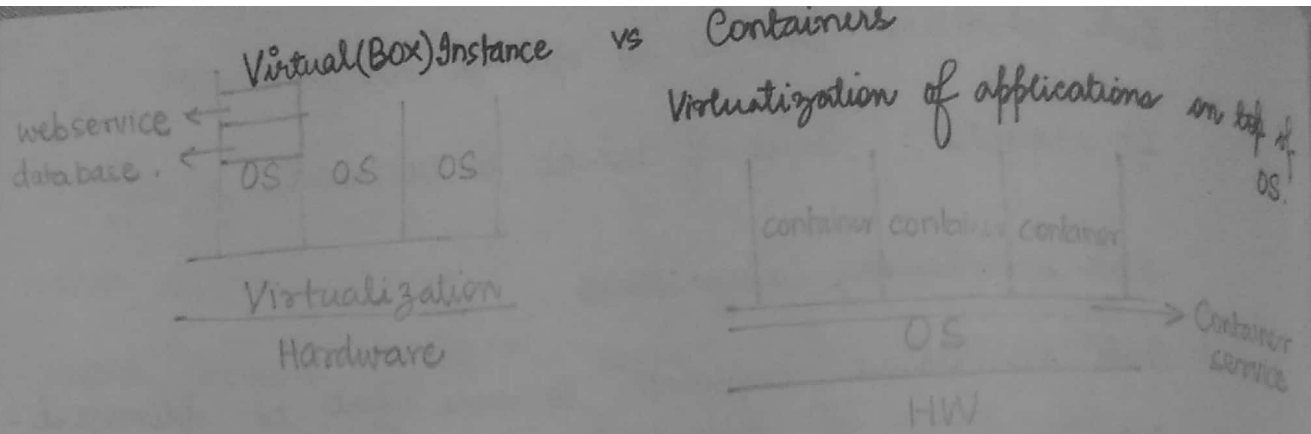 Virtual(Box)Instance vs Containers
Virtuatization of applications on top of
OS.
webservice
database.
OS OS OS
Virtualization
Hardware
container container container
Container
service
OS
HW